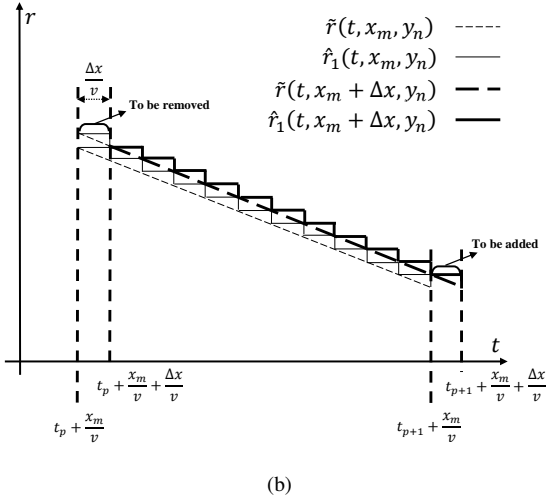 r
r̃(t, x_m, y_n)
r̂_1(t, x_m, y_n)
r̃(t, x_m + Δx, y_n)
r̂_1(t, x_m + Δx, y_n)
Δx/v
To be removed
To be added
t
t_p + x_m/v + Δx/v
t_{p+1} + x_m/v + Δx/v
t_p + x_m/v
t_{p+1} + x_m/v
(b)